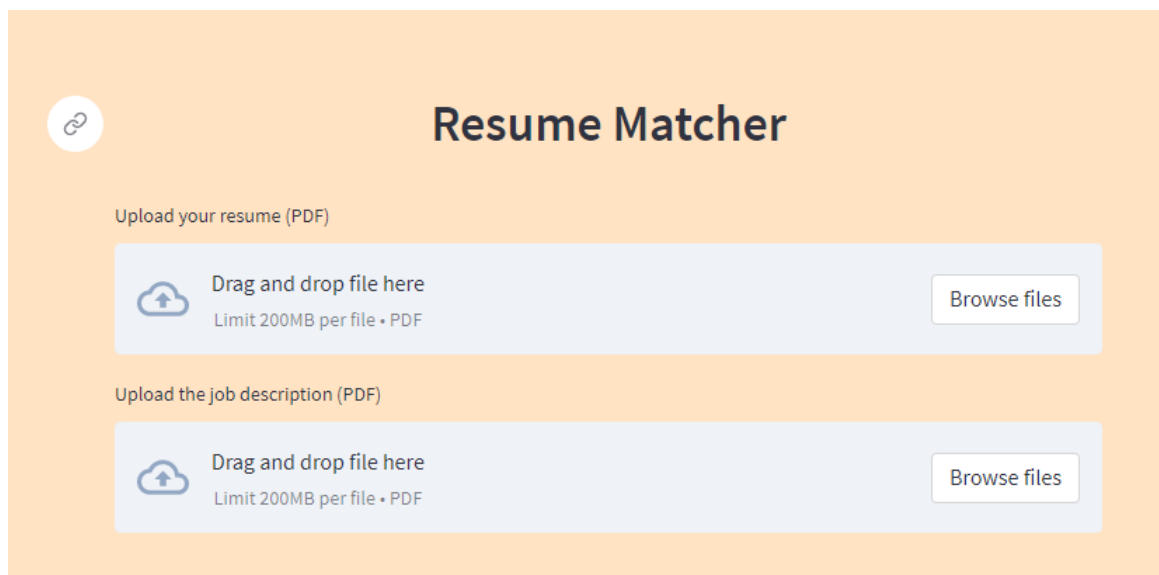 Resume Matcher
Upload your resume (PDF)
Drag and drop file here
Limit 200MB per file • PDF
Browse files
Upload the job description (PDF)
Drag and drop file here
Limit 200MB per file • PDF
Browse files